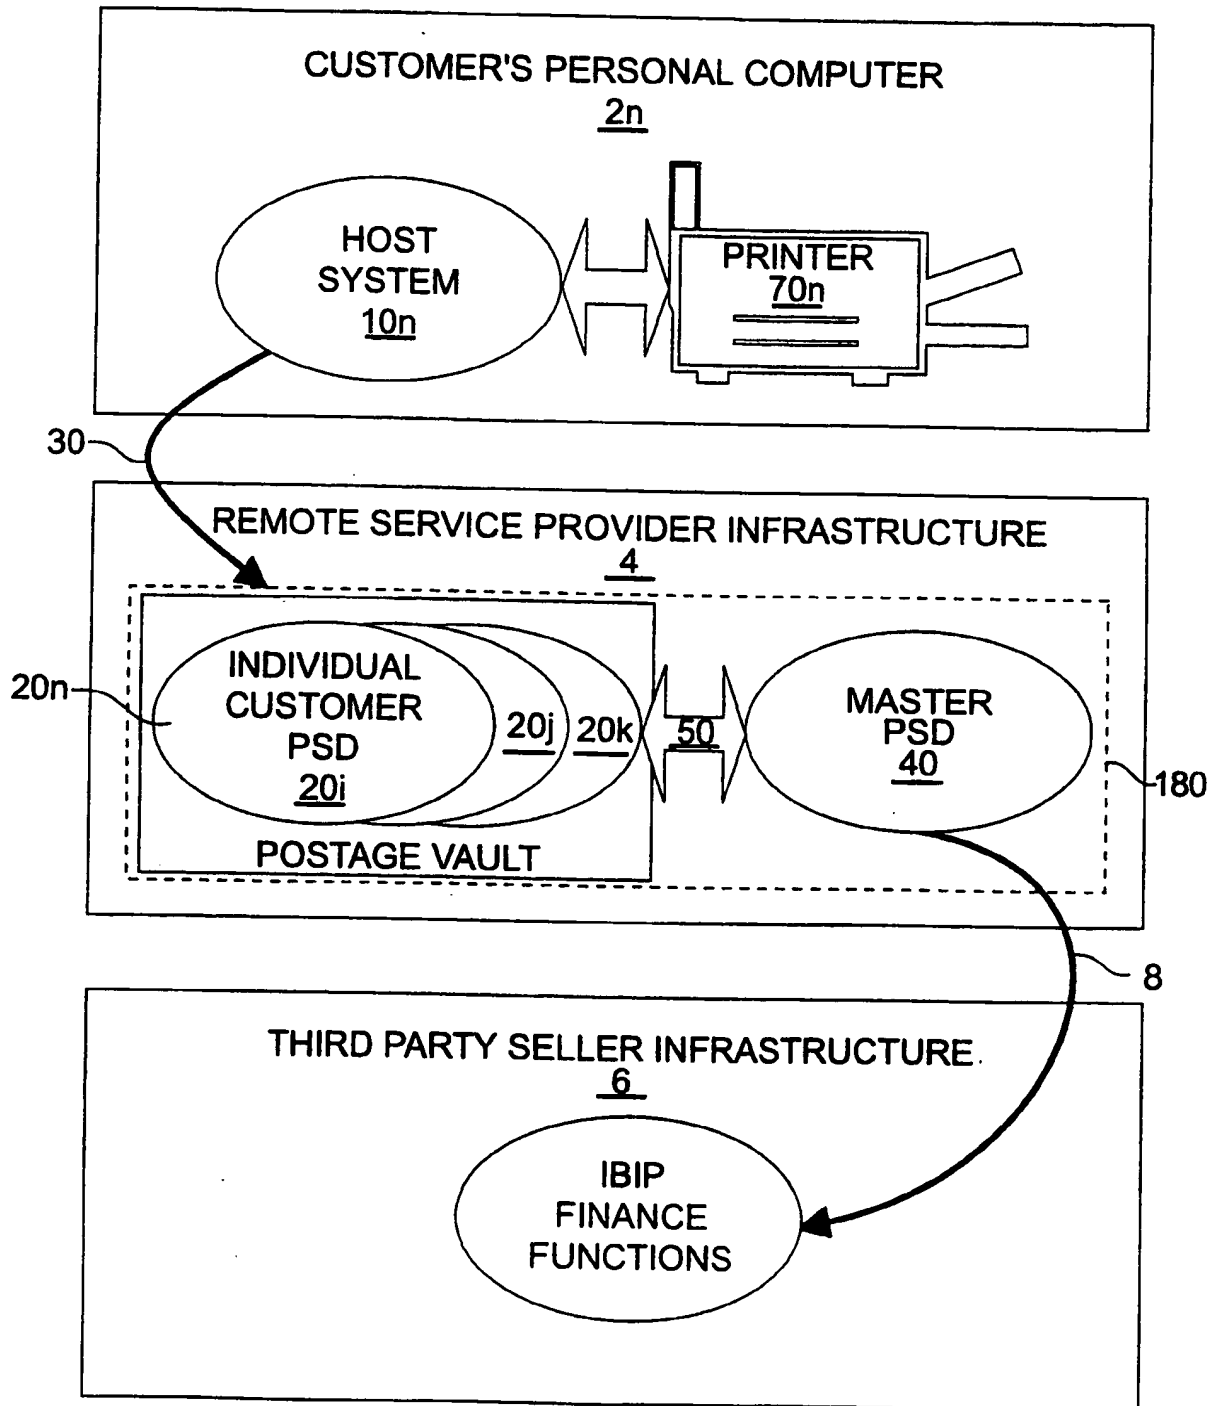 CUSTOMER'S PERSONAL COMPUTER
2n
HOST
SYSTEM
10n
PRINTER
70n
30
REMOTE SERVICE PROVIDER INFRASTRUCTURE
4
20n
INDIVIDUAL
CUSTOMER
PSD
20i
20j
20k
50
MASTER
PSD
40
180
POSTAGE VAULT
8
THIRD PARTY SELLER INFRASTRUCTURE
6
IBIP
FINANCE
FUNCTIONS